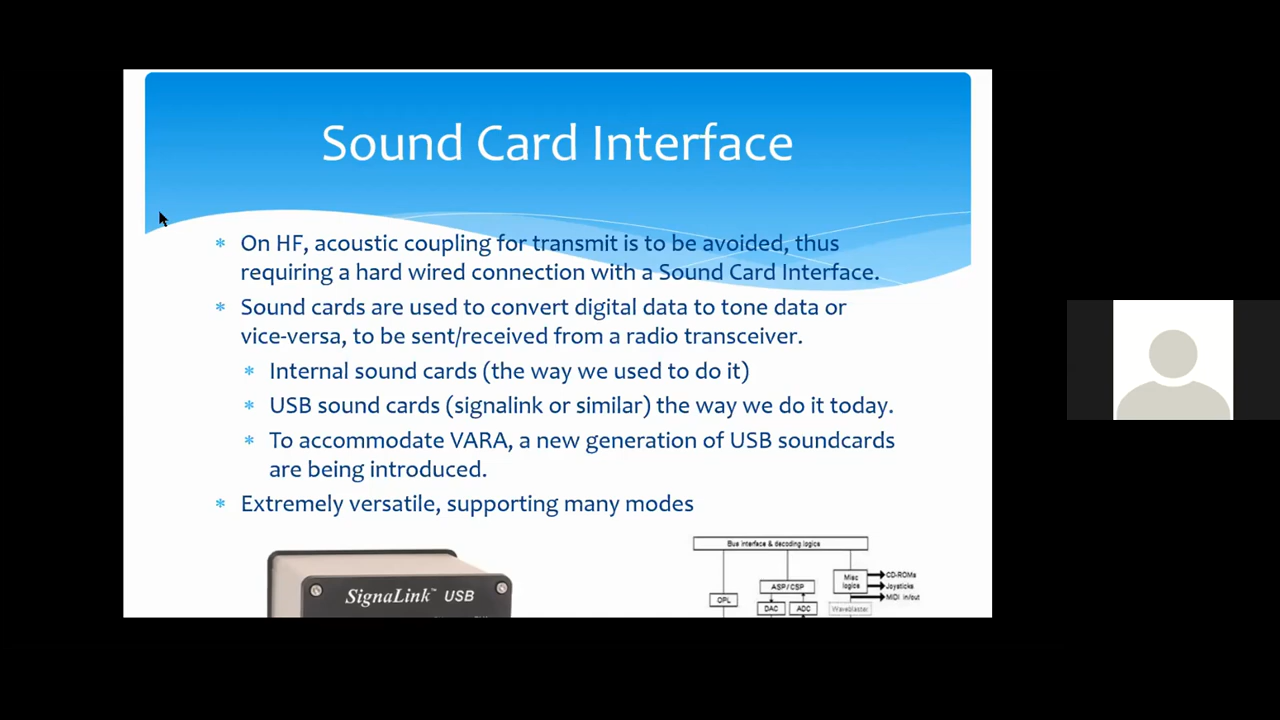 Sound Card Interface
* On HF, acoustic coupling for transmit is to be avoided, thus
requiring a hard wired connection with a Sound Card Interface.
* Sound cards are used to convert digital data to tone data or
vice-versa, to be sent/received from a radio transceiver.
* Internal sound cards (the way we used to do it)
* USB sound cards (signalink or similar) the way we do it today.
* To accommodate VARA, a new generation of USB soundcards
are being introduced.
* Extremely versatile, supporting many modes
SignaLink™ USB
Bus interface & decoding logics
ASP/CSP
Misc
logics
CD-ROMs
Joysticks
MIDI in/out
OPL
DAC
ADC
Waveblaster